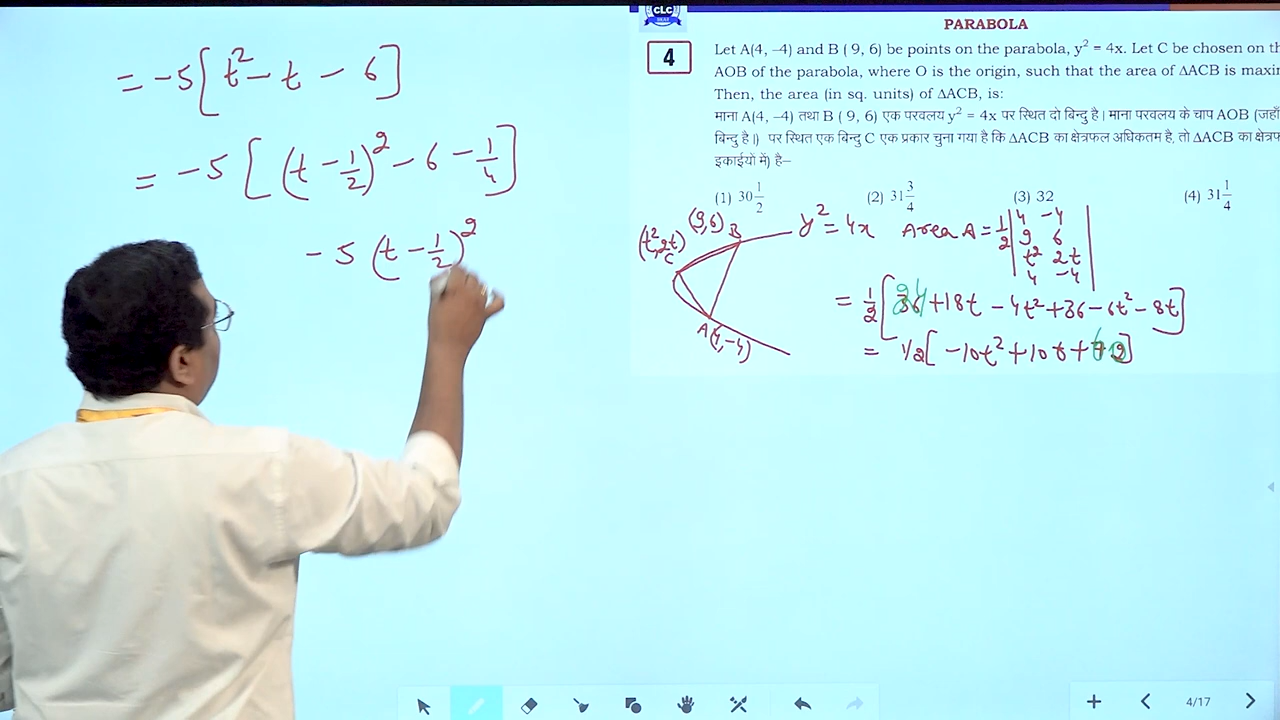 = -5[t² - t - 6]
= -5[(t - 1/2)² - 6 - 1/4]
-5(t - 1/2)²
CLC
PARABOLA
4
Let A(4, –4) and B ( 9, 6) be points on the parabola, y² = 4x. Let C be chosen on th
AOB of the parabola, where O is the origin, such that the area of ΔACB is maxi
Then, the area (in sq. units) of ΔACB, is:
माना A(4, –4) तथा B ( 9, 6) एक परवलय y² = 4x पर स्थित दो बिन्दु है। माना परवलय के चाप AOB (जहाँ
बिन्दु है।) पर स्थित एक बिन्दु C एक प्रकार चुना गया है कि ΔACB का क्षेत्रफल अधिकतम है, तो ΔACB का क्षेत्रफ
इकाईयों में) है–
(1) 30 1/2 (2) 31 3/4 (3) 32 (4) 31 1/4
(t², 2t) C (9,6) B y² = 4x Area A = 1/2 | 4 -4
9 6
t² 2t
4 -4 |
A(4,-4)
= 1/2[24 + 18t - 4t² + 36 - 6t² - 8t]
= 1/2[-10t² + 10t + 60]
4/17